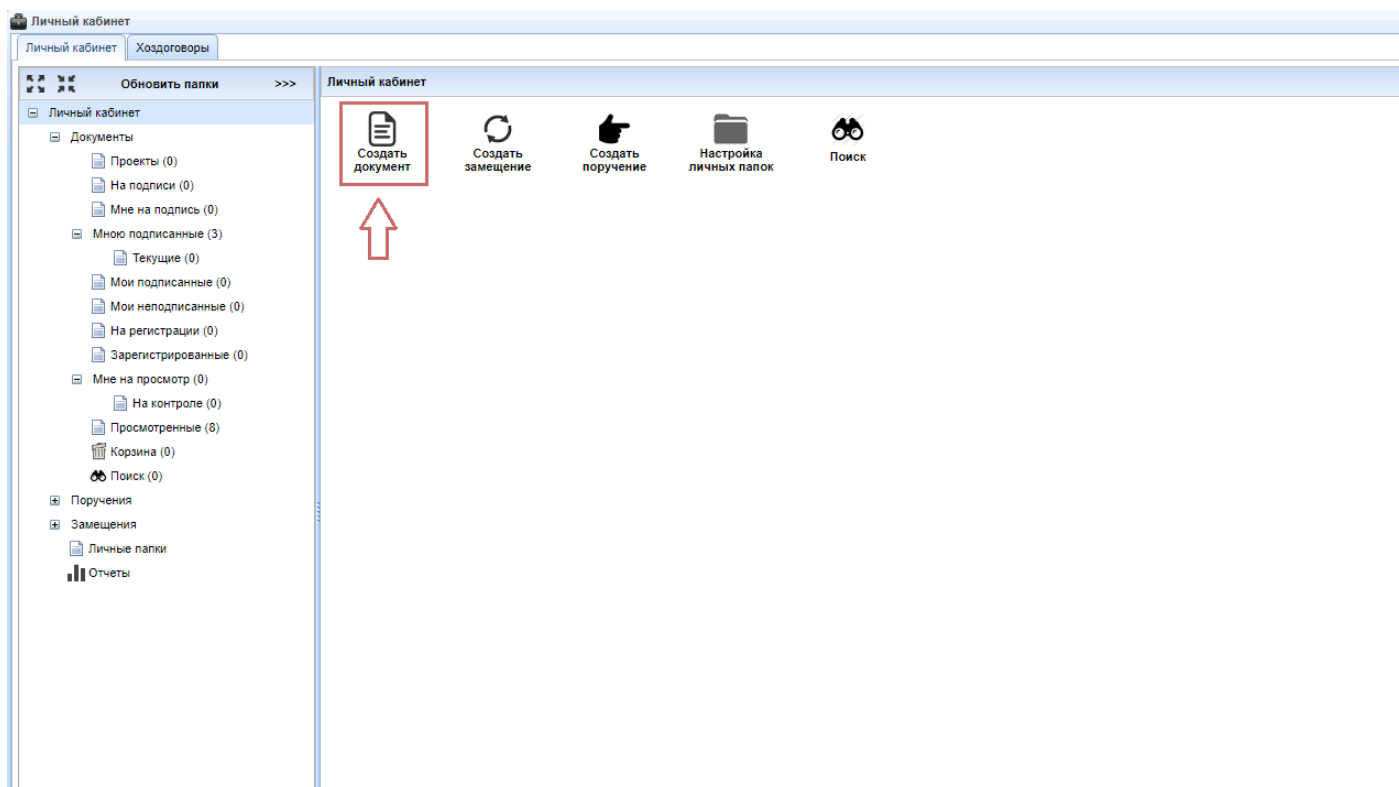 Личный кабинет
Личный кабинет Хоздоговоры
Обновить папки >>>
Личный кабинет
Документы
Проекты (0)
На подписи (0)
Мне на подпись (0)
Мною подписанные (3)
Текущие (0)
Мои подписанные (0)
Мои неподписанные (0)
На регистрации (0)
Зарегистрированные (0)
Мне на просмотр (0)
На контроле (0)
Просмотренные (8)
Корзина (0)
Поиск (0)
Поручения
Замещения
Личные папки
Отчеты
Личный кабинет
Создать
документ
Создать
замещение
Создать
поручение
Настройка
личных папок
Поиск